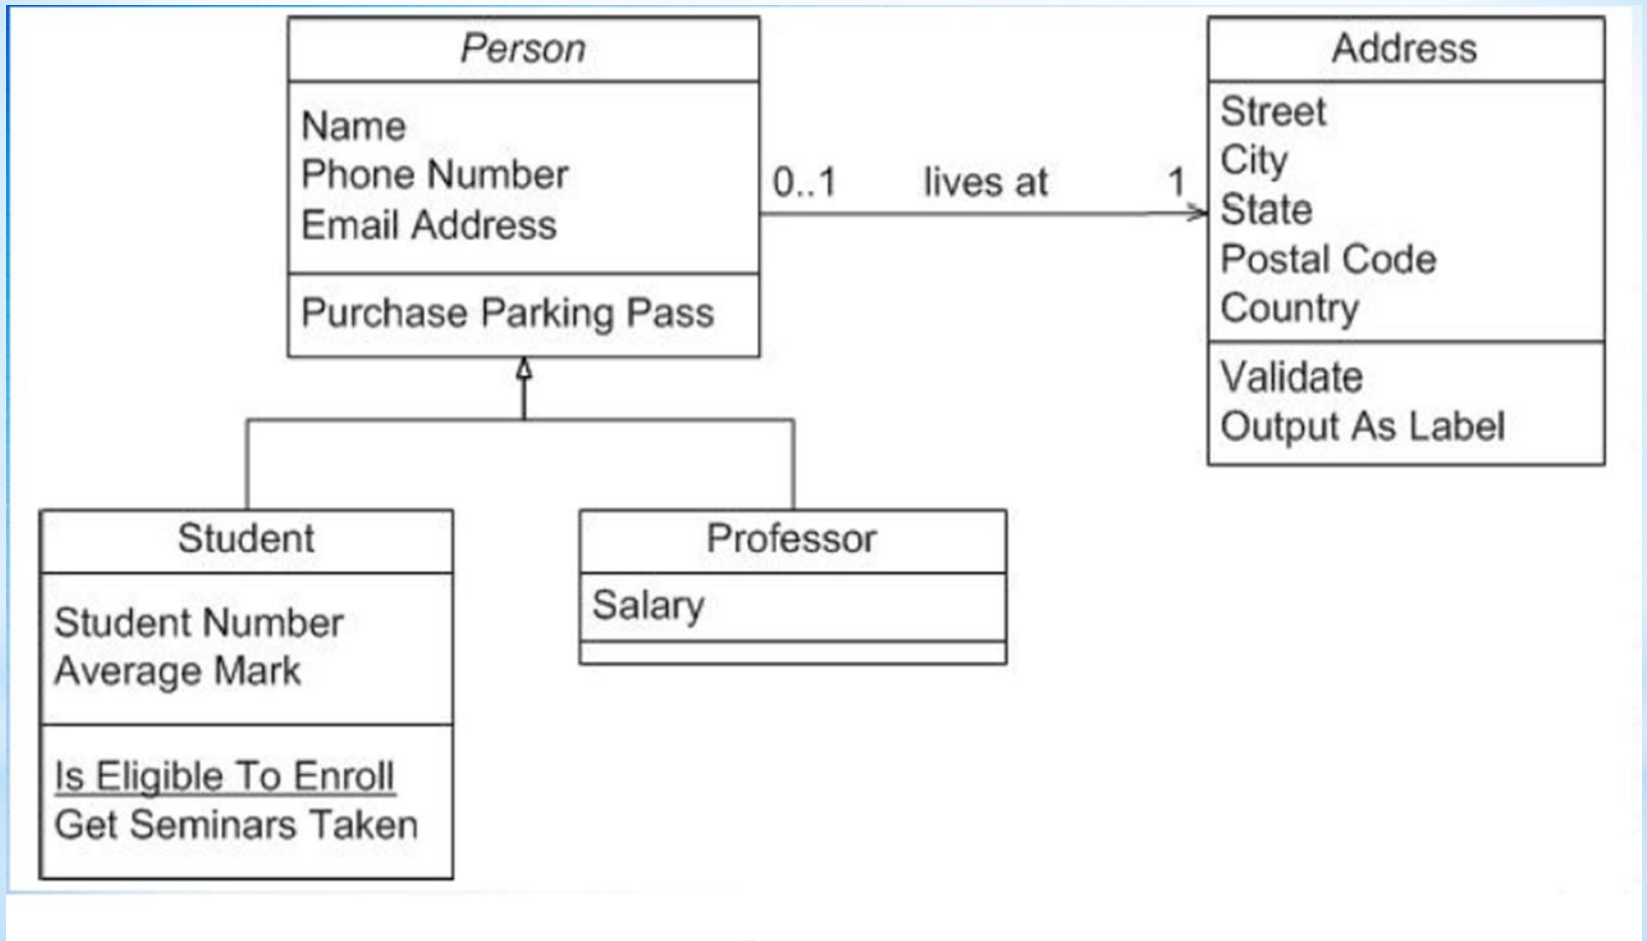 Person
Name
Phone Number
Email Address
Purchase Parking Pass
0..1 lives at 1
Address
Street
City
State
Postal Code
Country
Validate
Output As Label
Student
Student Number
Average Mark
Is Eligible To Enroll
Get Seminars Taken
Professor
Salary